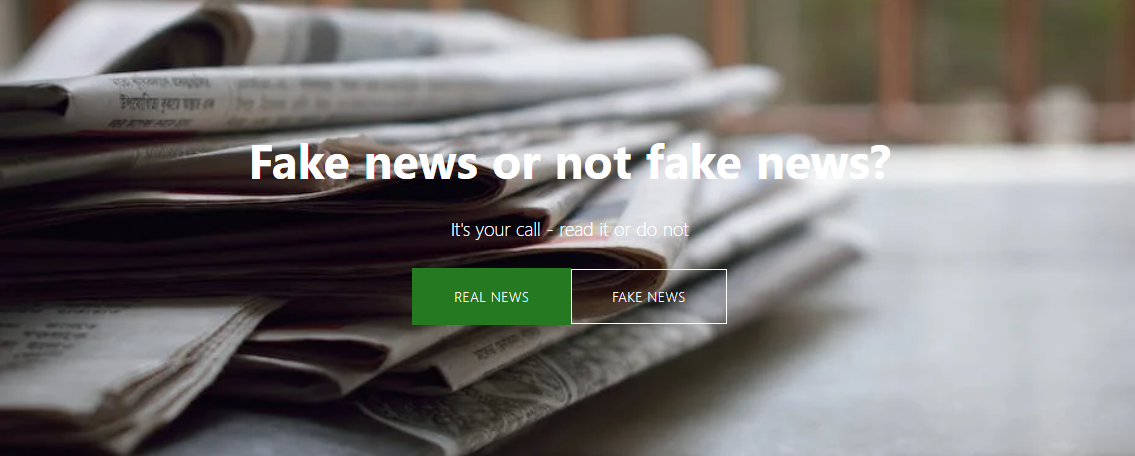 Fake news or not fake news?
It's your call - read it or do not
REAL NEWS
FAKE NEWS